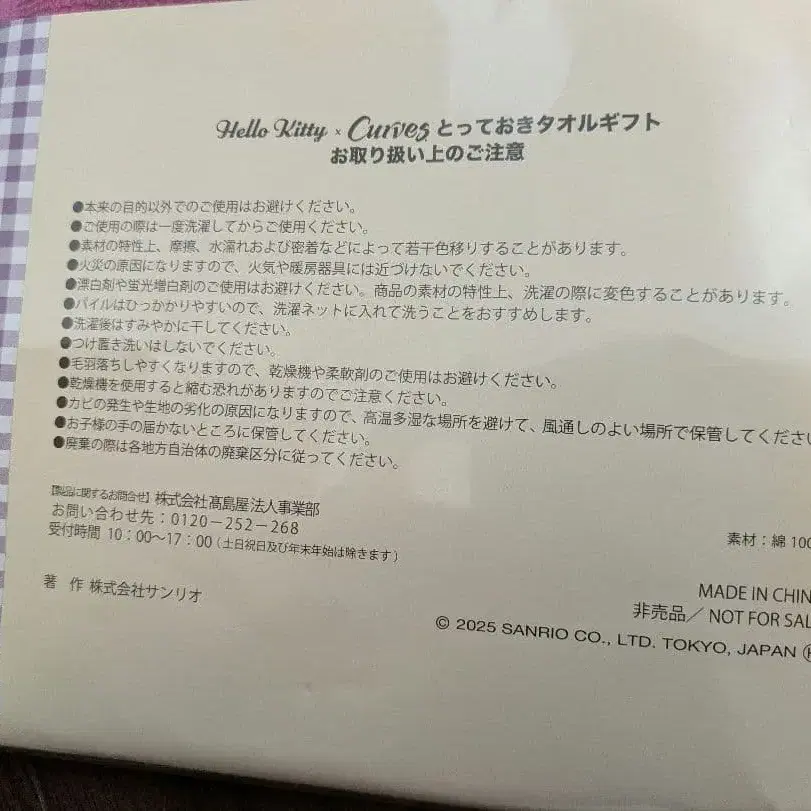 Hello Kitty × Curves とっておきタオルギフト
お取り扱い上のご注意
●本来の目的以外でのご使用はお避けください。
●ご使用の際は一度洗濯してからご使用ください。
●素材の特性上、摩擦、水濡れおよび密着などによって若干色移りすることがあります。
●火災の原因になりますので、火気や暖房器具には近づけないでください。
●漂白剤や蛍光増白剤のご使用はお避けください。商品の素材の特性上、洗濯の際に変色することがあります。
●パイルはひっかかりやすいので、洗濯ネットに入れて洗うことをおすすめします。
●洗濯後はすみやかに干してください。
●つけ置き洗いはしないでください。
●毛羽落ちしやすくなりますので、乾燥機や柔軟剤のご使用はお避けください。
●乾燥機を使用すると縮む恐れがありますのでご注意ください。
●カビの発生や生地の劣化の原因になりますので、高温多湿な場所を避けて、風通しのよい場所で保管してください
●お子様の手の届かないところに保管してください。
●廃棄の際は各地方自治体の廃棄区分に従ってください。
【製品に関するお問合せ】株式会社髙島屋 法人事業部
お問い合わせ先：0120－252－268
受付時間 10：00～17：00（土日祝日及び年末年始は除きます）
素材：綿 100
著 作 株式会社サンリオ
MADE IN CHIN
非売品／ NOT FOR SAL
© 2025 SANRIO CO., LTD. TOKYO, JAPAN Ⓗ